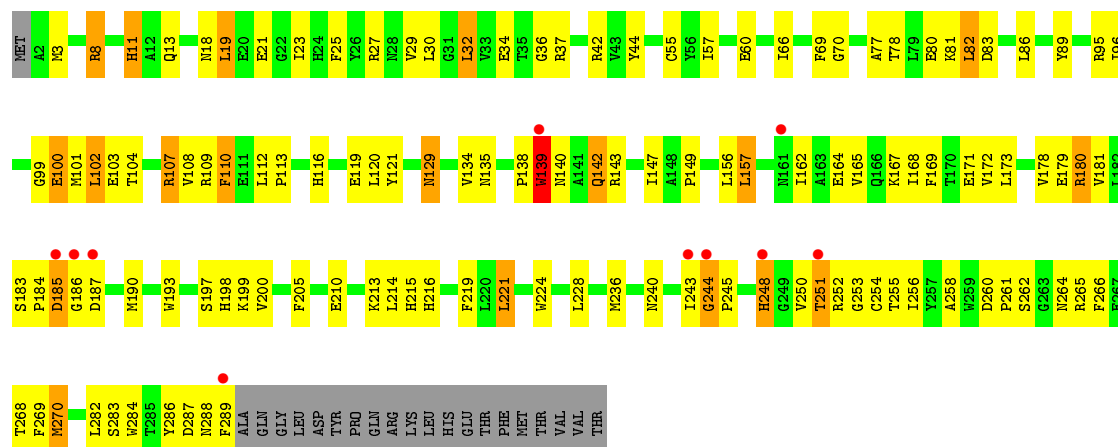 MET A2 M3 R8 H11 A12 Q13 N18 L19 E20 E21 G22 I23 H24 F25 Y26 R27 N28 V29 L30 G31 L32 V33 E34 T35 G36 R37 R42 V43 Y44 C55 Y56 I57 E60 I66 F69 G70 A77 T78 L79 E80 K81 L82 D83 L86 Y89 R95
G99 E100 M101 L102 E103 T104 R107 V108 R109 F110 E111 L112 P113 H116 E119 L120 Y121 N129 V134 N135 P138 W139 N140 A141 Q142 R143 I147 A148 P149 L156 L157 N161 I162 A163 E164 V165 Q166 K167 I168 F169 T170 E171 V172 L173 V178 E179 R180 V181 L182
S183 P184 D185 G186 D187 M190 W193 S197 H198 K199 V200 F205 E210 K213 L214 H215 H216 F219 L220 L221 W224 L228 M236 N240 I243 G244 P245 H248 G249 V250 T251 R252 G253 C254 T255 I256 Y257 A258 W259 D260 P261 S262 G263 N264 R265 F266
T268 F269 M270 L282 S283 W284 T285 Y286 D287 N288 F289 ALA GLN GLY LEU ASP TYR PRO GLN ARG LYS LEU HIS GLU THR PHE MET THR VAL VAL THR